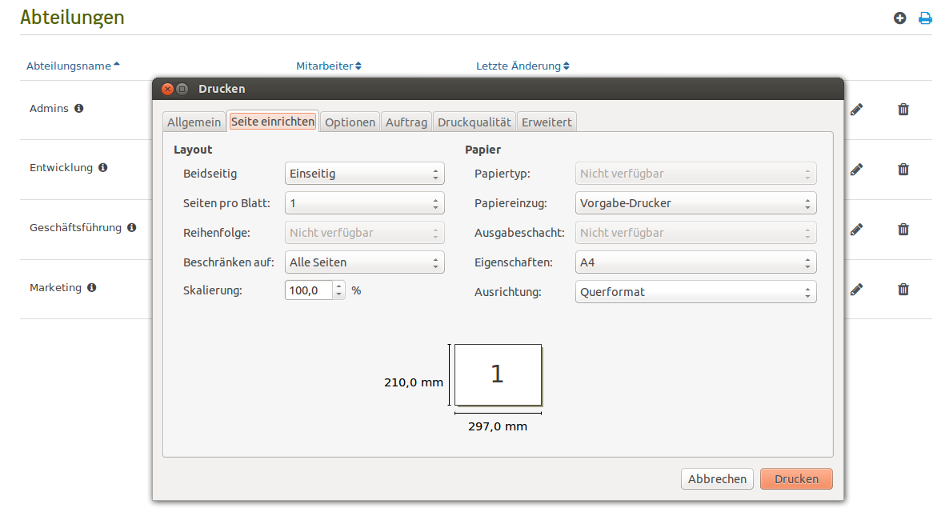 Abteilungen
Abteilungsname Mitarbeiter Letzte Änderung
Drucken
Admins
Entwicklung
Geschäftsführung
Marketing
Allgemein Seite einrichten Optionen Auftrag Druckqualität Erweitert
Layout Papier
Beidseitig Einseitig Papiertyp: Nicht verfügbar
Seiten pro Blatt: 1 Papiereinzug: Vorgabe-Drucker
Reihenfolge: Nicht verfügbar Ausgabeschacht: Nicht verfügbar
Beschränken auf: Alle Seiten Eigenschaften: A4
Skalierung: 100,0 % Ausrichtung: Querformat
1
210,0 mm
297,0 mm
Abbrechen Drucken